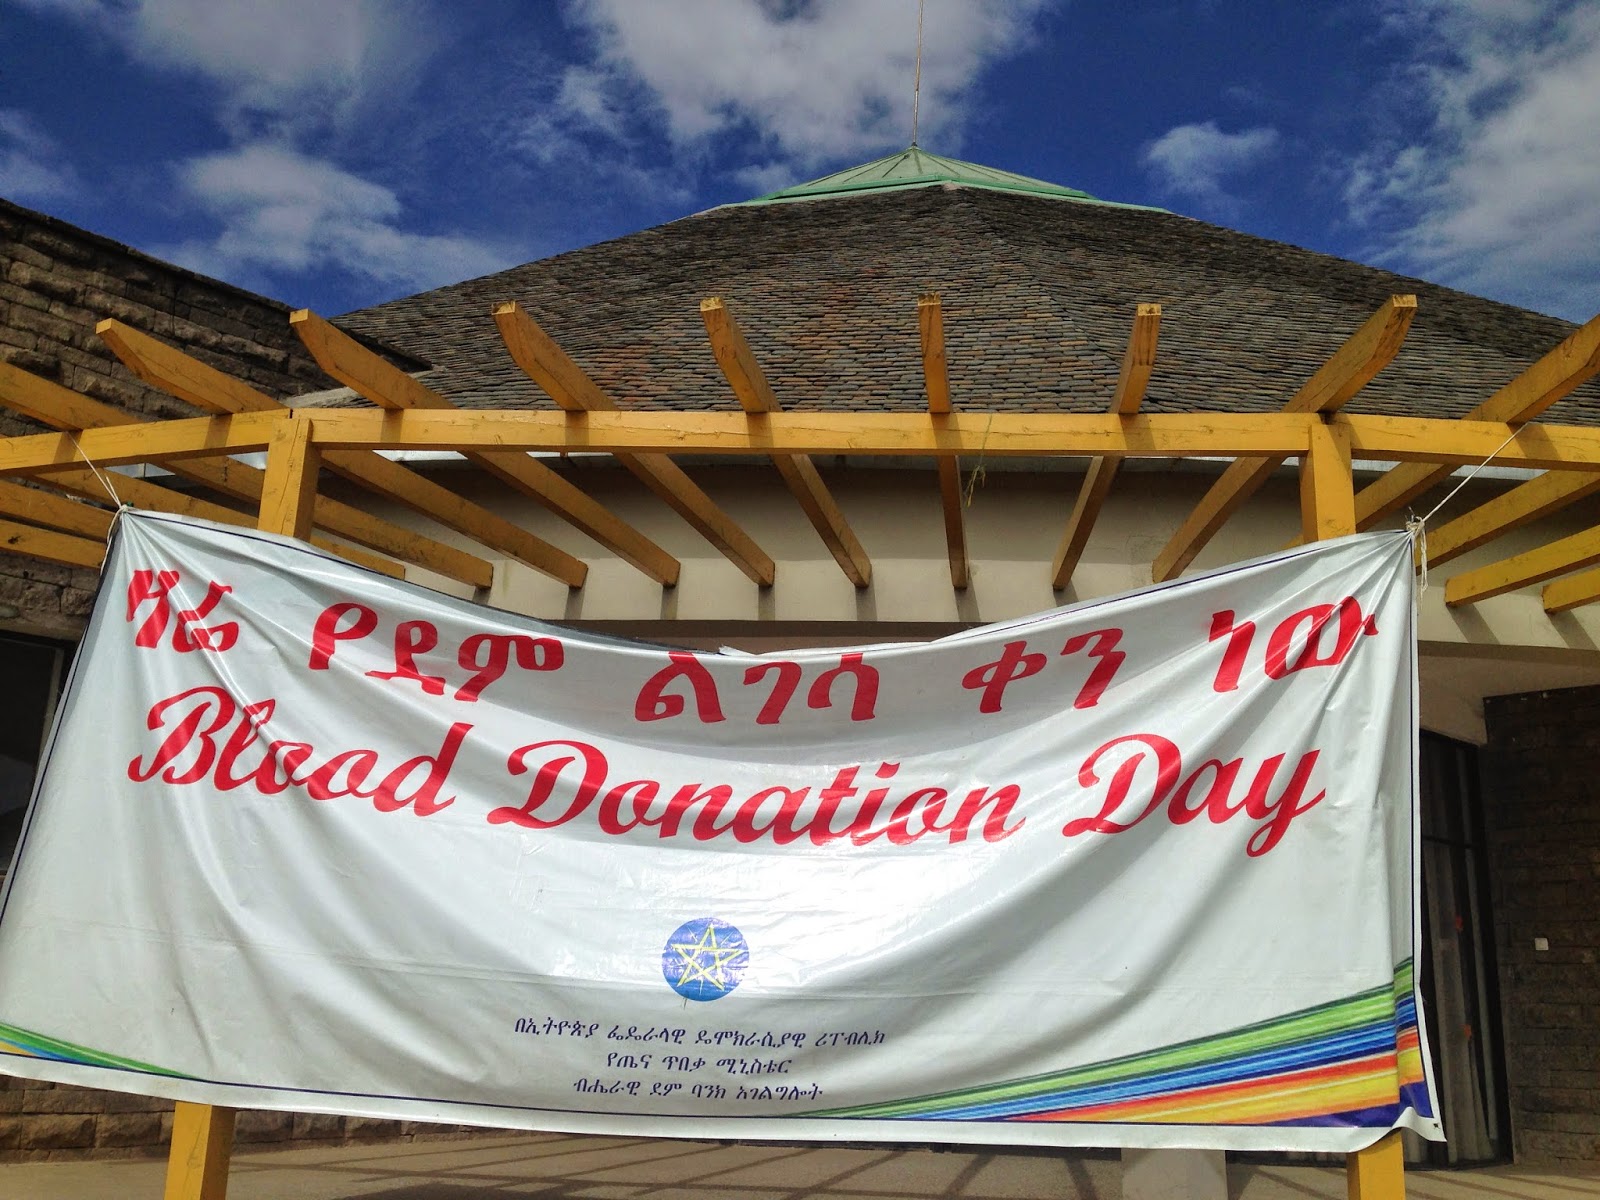 ዛሬ የደም ልገሳ ቀን ነው
Blood Donation Day
በኢትዮጵያ ፌዴራላዊ ዴሞክራሲያዊ ሪፐብሊክ
የጤና ጥበቃ ሚኒስቴር
ብሔራዊ ደም ባንክ አገልግሎት